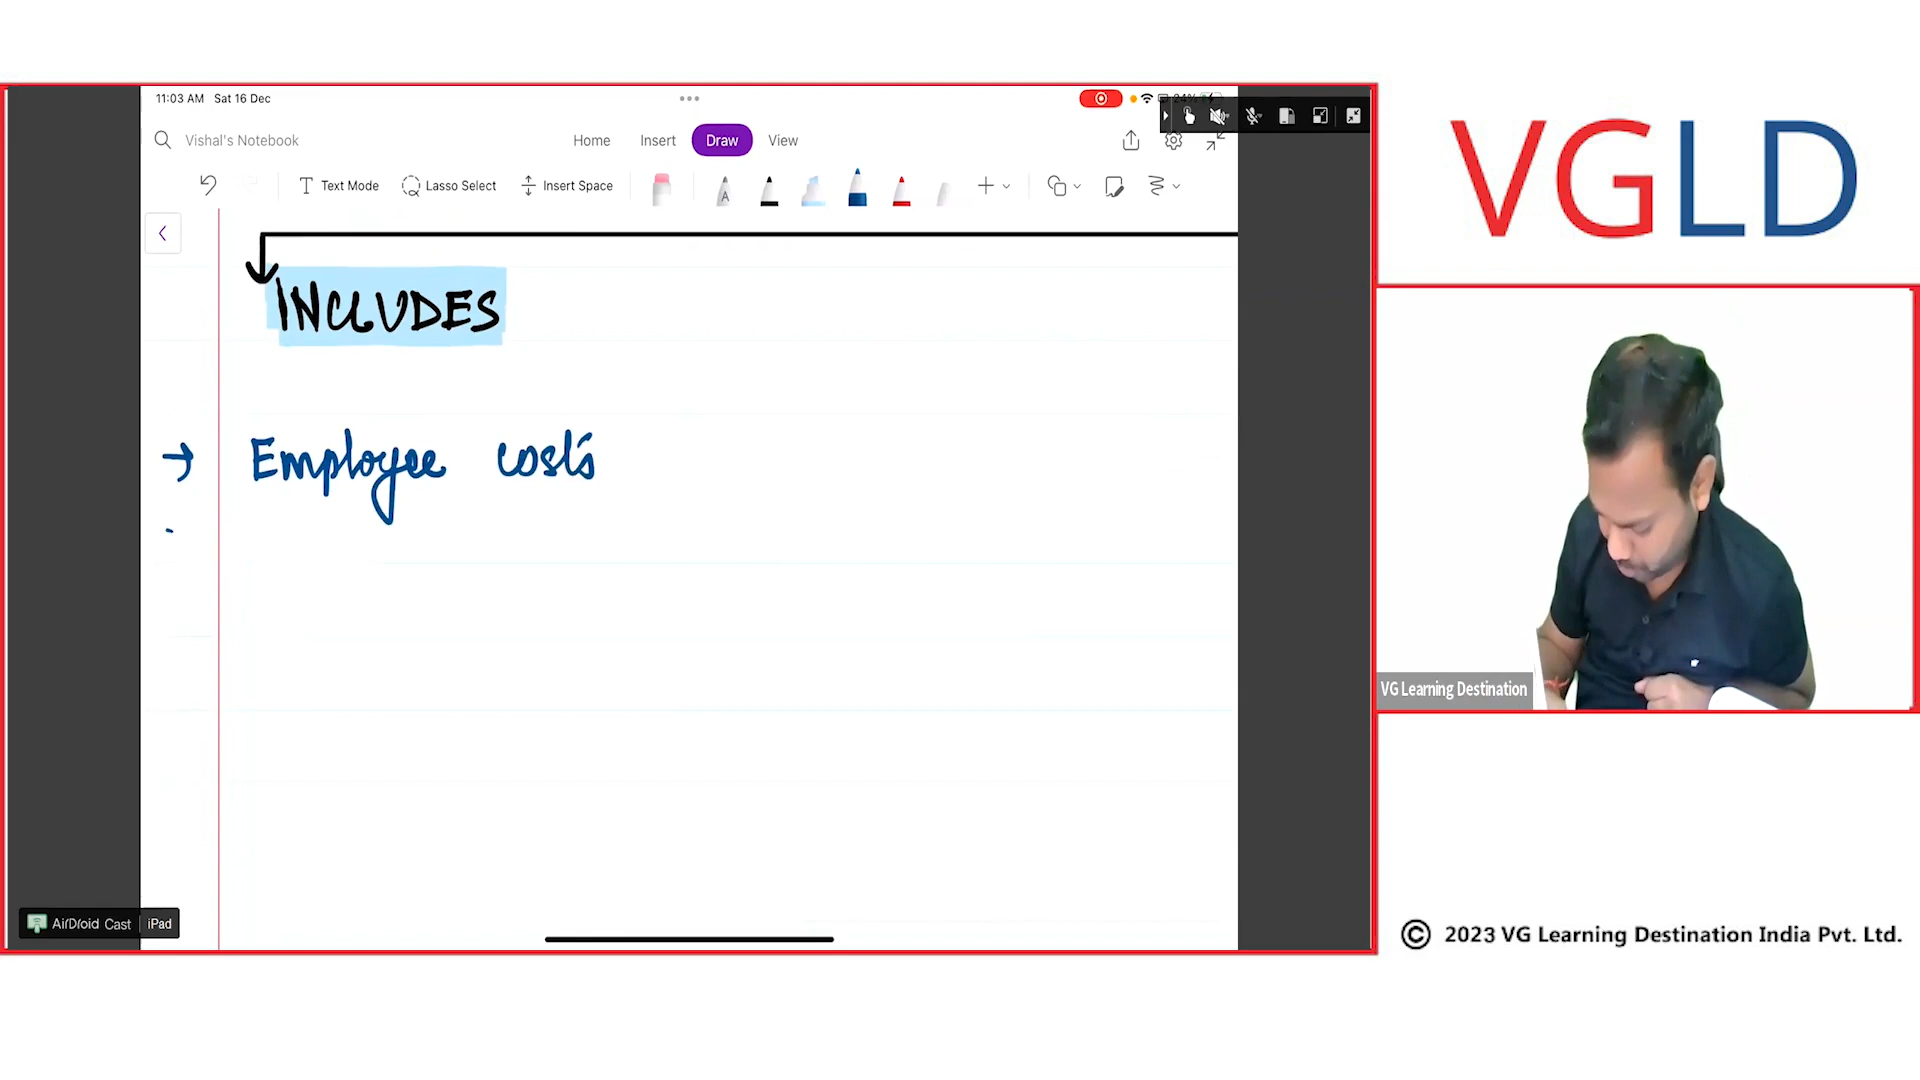 11:03 AM Sat 16 Dec
24%
Vishal's Notebook
Home Insert Draw View
Text Mode Lasso Select Insert Space
A
INCLUDES
→ Employee costs
AirDroid Cast iPad
VGLD
VG Learning Destination
© 2023 VG Learning Destination India Pvt. Ltd.